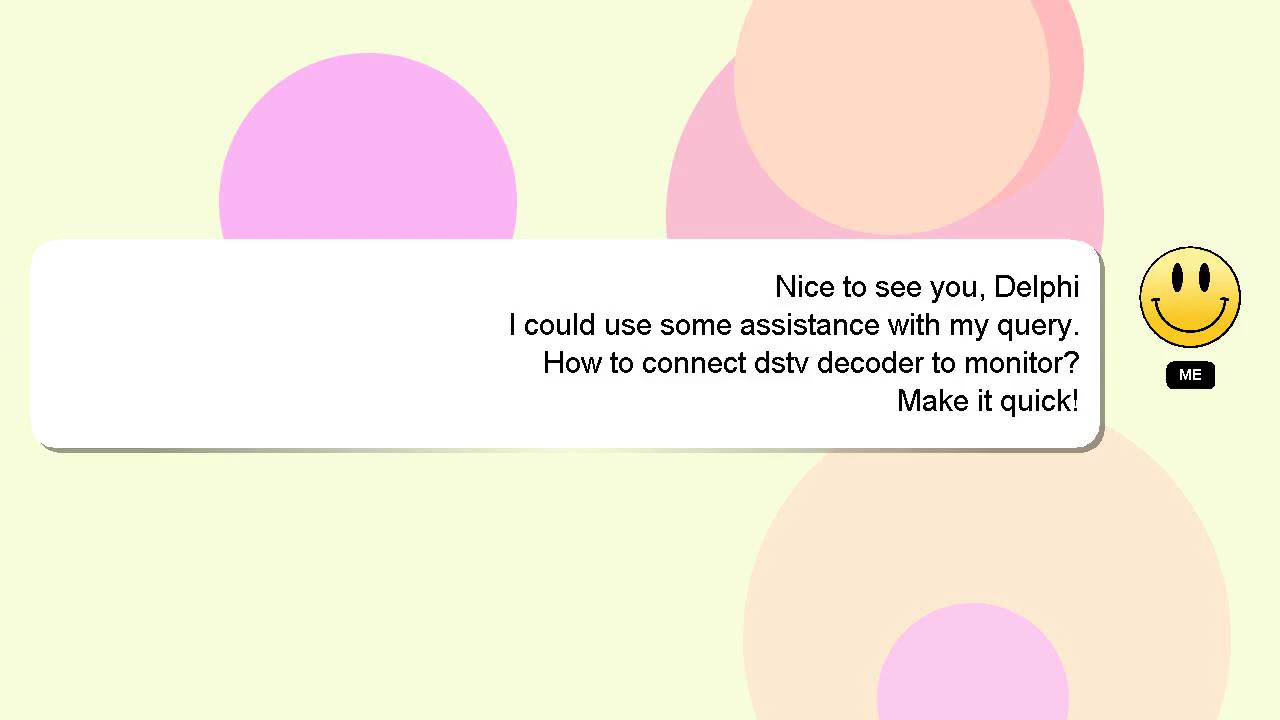 Nice to see you, Delphi
I could use some assistance with my query.
How to connect dstv decoder to monitor?
Make it quick!
ME